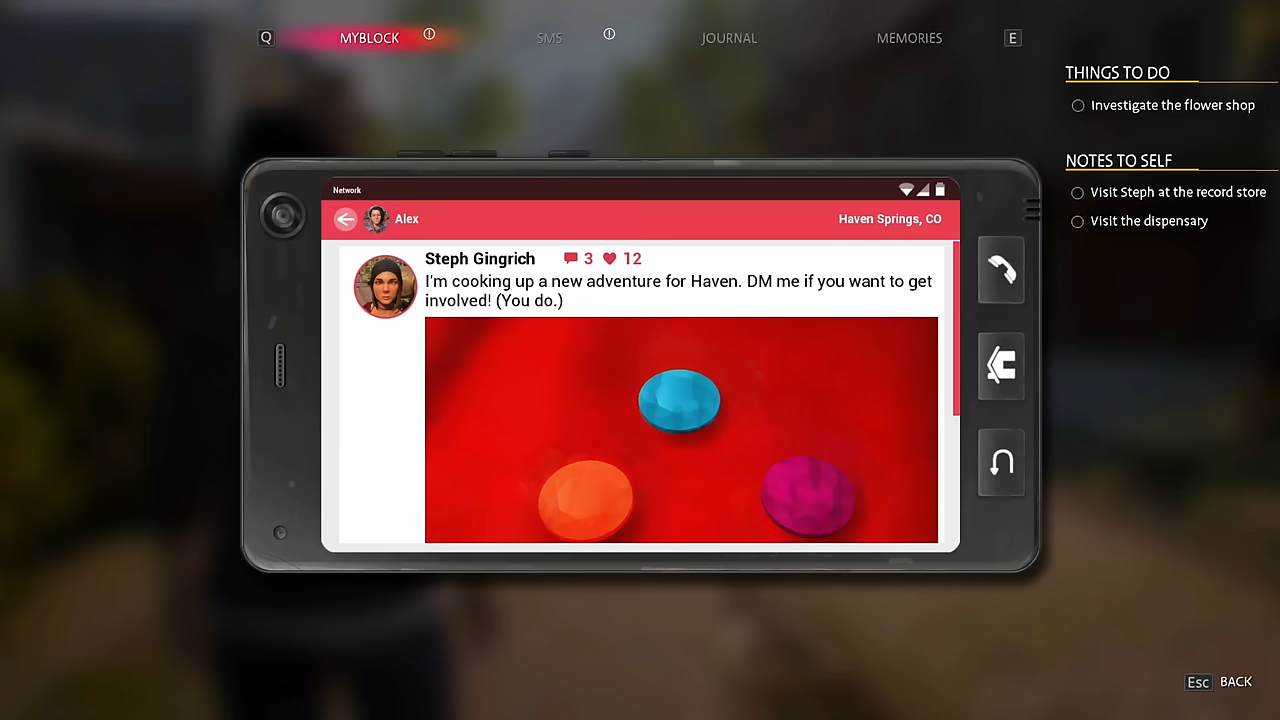 Q
MYBLOCK
SMS
JOURNAL
MEMORIES
E
THINGS TO DO
Investigate the flower shop
NOTES TO SELF
Visit Steph at the record store
Visit the dispensary
Network
Alex
Haven Springs, CO
Steph Gingrich 3 12
I'm cooking up a new adventure for Haven. DM me if you want to get
involved! (You do.)
Esc BACK